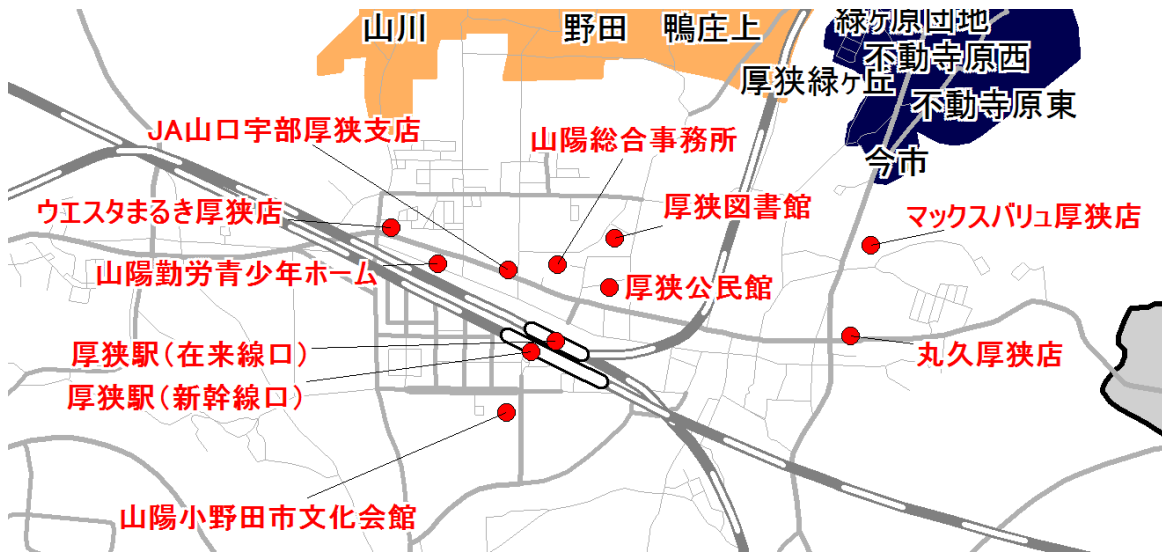 山川
野田
鴨庄上
緑ヶ原団地
不動寺原西
厚狭緑ヶ丘
不動寺原東
JA山口宇部厚狭支店
山陽総合事務所
今市
ウエスタまるき厚狭店
厚狭図書館
マックスバリュ厚狭店
山陽勤労青少年ホーム
厚狭公民館
厚狭駅（在来線口）
丸久厚狭店
厚狭駅（新幹線口）
山陽小野田市文化会館